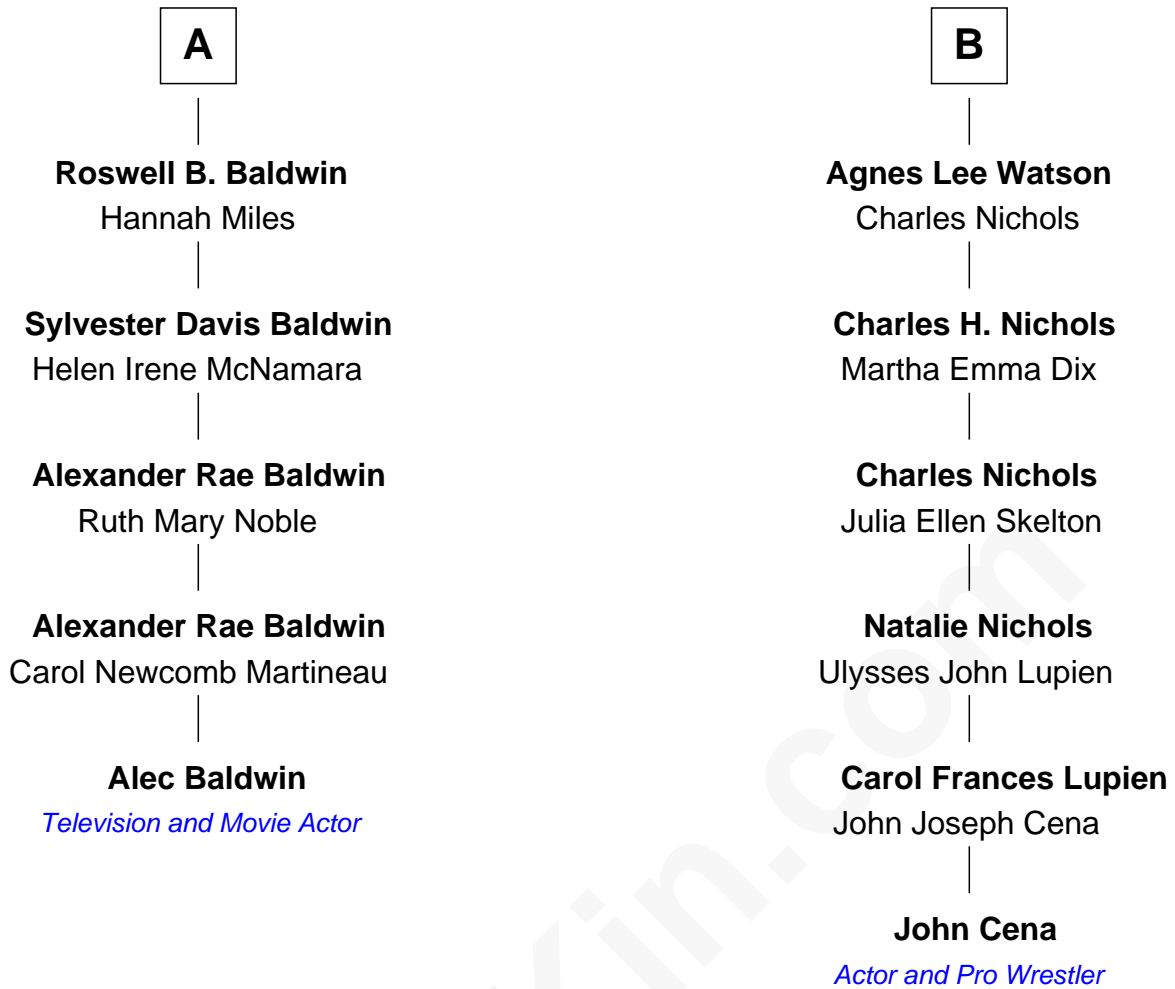 A
Roswell B. Baldwin
Hannah Miles
Sylvester Davis Baldwin
Helen Irene McNamara
Alexander Rae Baldwin
Ruth Mary Noble
Alexander Rae Baldwin
Carol Newcomb Martineau
Alec Baldwin
Television and Movie Actor
B
Agnes Lee Watson
Charles Nichols
Charles H. Nichols
Martha Emma Dix
Charles Nichols
Julia Ellen Skelton
Natalie Nichols
Ulysses John Lupien
Carol Frances Lupien
John Joseph Cena
John Cena
Actor and Pro Wrestler
Kin.com